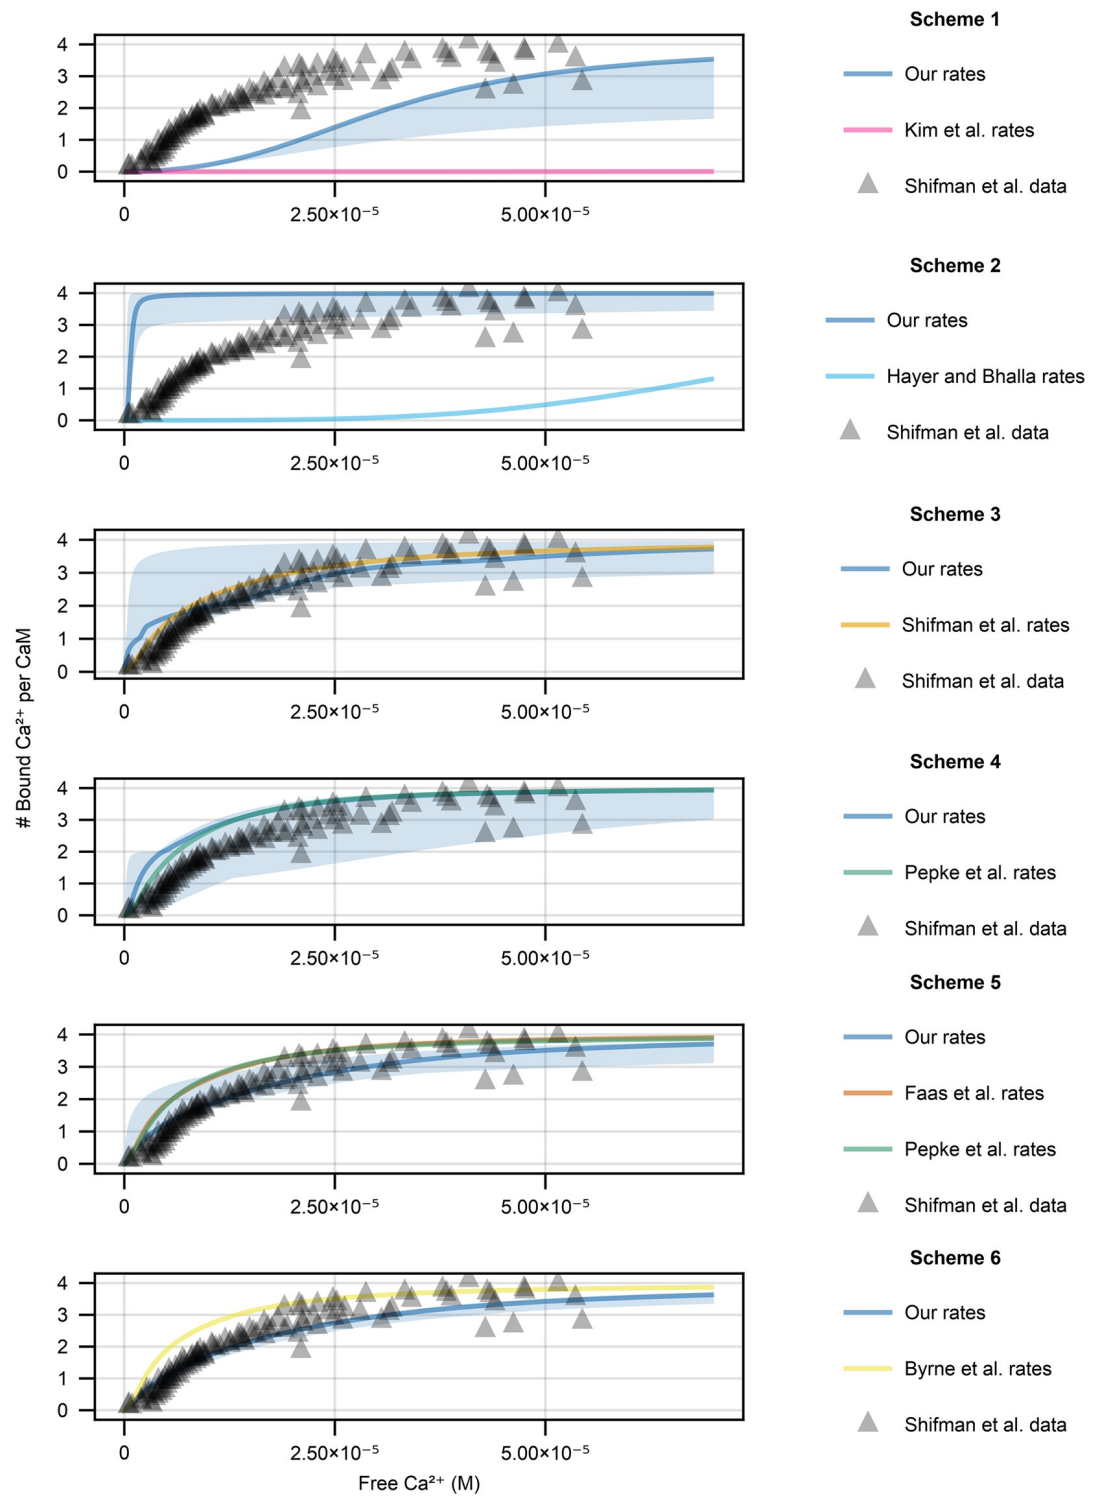 Scheme 1
4
3
2
1
0
0
2.50×10⁻⁵
5.00×10⁻⁵
Our rates
Kim et al. rates
Shifman et al. data
Scheme 2
4
3
2
1
0
0
2.50×10⁻⁵
5.00×10⁻⁵
Our rates
Hayer and Bhalla rates
Shifman et al. data
Scheme 3
4
3
2
1
0
0
2.50×10⁻⁵
5.00×10⁻⁵
Our rates
Shifman et al. rates
Shifman et al. data
# Bound Ca²⁺ per CaM
Scheme 4
4
3
2
1
0
0
2.50×10⁻⁵
5.00×10⁻⁵
Our rates
Pepke et al. rates
Shifman et al. data
Scheme 5
4
3
2
1
0
0
2.50×10⁻⁵
5.00×10⁻⁵
Our rates
Faas et al. rates
Pepke et al. rates
Shifman et al. data
Scheme 6
4
3
2
1
0
0
2.50×10⁻⁵
5.00×10⁻⁵
Our rates
Byrne et al. rates
Shifman et al. data
Free Ca²⁺ (M)